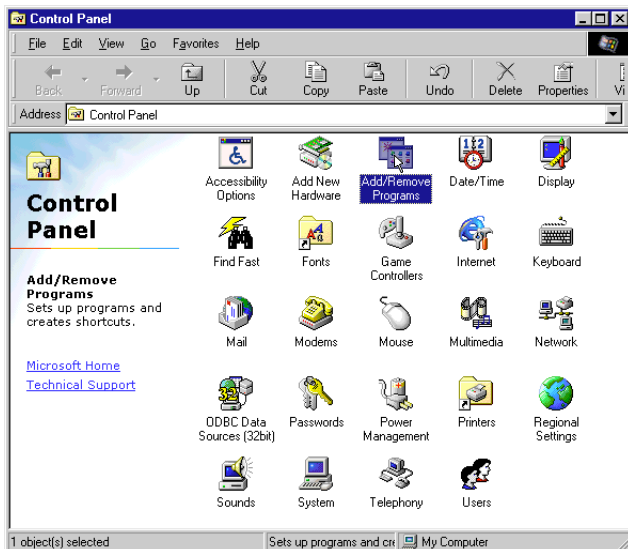 Control Panel
File Edit View Go Favorites Help
Back Forward Up Cut Copy Paste Undo Delete Properties Vi
Address Control Panel
Control
Panel
Add/Remove
Programs
Sets up programs and
creates shortcuts.
Microsoft Home
Technical Support
Accessibility
Options
Add New
Hardware
Add/Remove
Programs
Date/Time
Display
Find Fast
Fonts
Game
Controllers
Internet
Keyboard
Mail
Modems
Mouse
Multimedia
Network
ODBC Data
Sources (32bit)
Passwords
Power
Management
Printers
Regional
Settings
Sounds
System
Telephony
Users
1 object(s) selected Sets up programs and cre My Computer